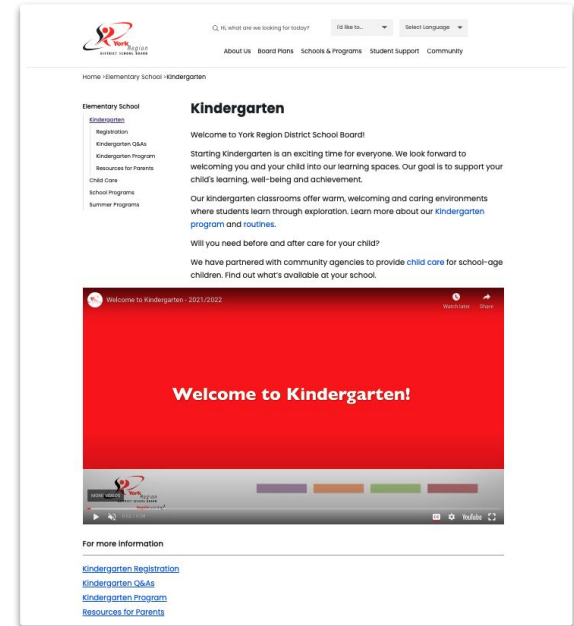 York Region
DISTRICT SCHOOL BOARD
Hi, what are we looking for today?
I'd like to...
Select Language
About Us Board Plans Schools & Programs Student Support Community
Home >Elementary School >Kindergarten
Elementary School
Kindergarten
Registration
Kindergarten Q&As
Kindergarten Program
Resources for Parents
Child Care
School Programs
Summer Programs
Kindergarten
Welcome to York Region District School Board!
Starting Kindergarten is an exciting time for everyone. We look forward to
welcoming you and your child into our learning spaces. Our goal is to support your
child's learning, well-being and achievement.
Our kindergarten classrooms offer warm, welcoming and caring environments
where students learn through exploration. Learn more about our Kindergarten
program and routines.
Will you need before and after care for your child?
We have partnered with community agencies to provide child care for school-age
children. Find out what's available at your school.
Welcome to Kindergarten - 2021/2022
Watch later
Share
Welcome to Kindergarten!
York Region
MORE VIDEOS
YouTube
For more information
Kindergarten Registration
Kindergarten Q&As
Kindergarten Program
Resources for Parents